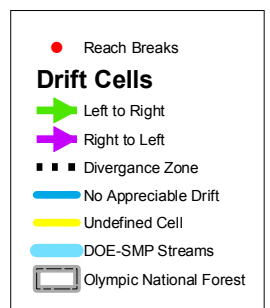 Reach Breaks
Drift Cells
Left to Right
Right to Left
Divergance Zone
No Appreciable Drift
Undefined Cell
DOE-SMP Streams
Olympic National Forest